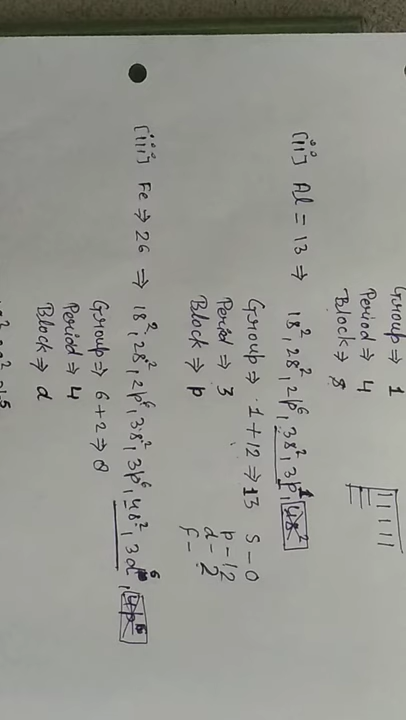 Group ⇒ 1
Period ⇒ 4
Block ⇒ s
(ii) Al = 13 ⇒ 1s², 2s², 2p⁶, 3s², 3p¹, 4s²
Group ⇒ 1+12 ⇒ 13
Period ⇒ 3
Block ⇒ p
S - 0
p - 12
d - 2
f -
(iii) Fe ⇒ 26 ⇒ 1s², 2s², 2p⁶, 3s², 3p⁶, 4s², 3d⁶, 4p⁶
Group ⇒ 6+2 ⇒ 8
Period ⇒ 4
Block ⇒ d